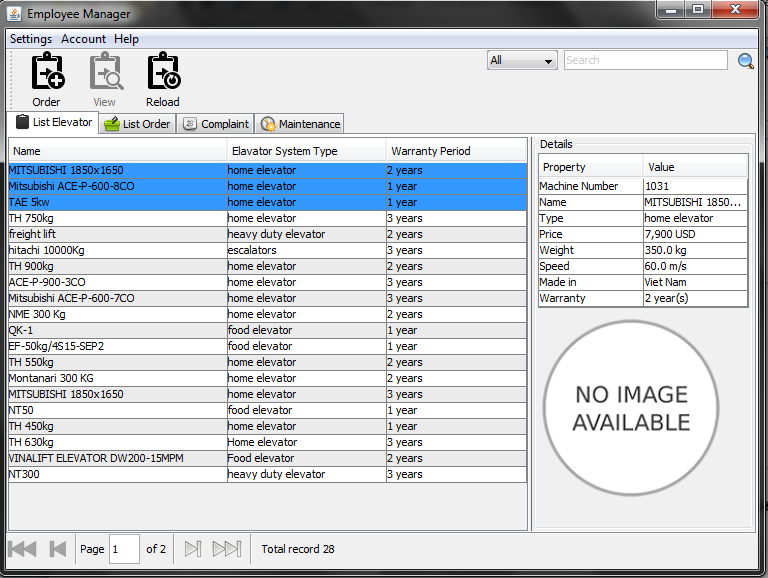 Employee Manager
Settings Account Help
Order View Reload All Search
List Elevator List Order Complaint Maintenance
Name Elavator System Type Warranty Period
MITSUBISHI 1850x1650 home elevator 2 years
Mitsubishi ACE-P-600-8CO home elevator 1 year
TAE 5kw home elevator 1 year
TH 750kg home elevator 3 years
freight lift heavy duty elevator 2 years
hitachi 10000Kg escalators 3 years
TH 900kg home elevator 2 years
ACE-P-900-3CO home elevator 3 years
Mitsubishi ACE-P-600-7CO home elevator 3 years
NME 300 Kg home elevator 2 years
QK-1 food elevator 1 year
EF-50kg/4S15-SEP2 food elevator 1 year
TH 550kg home elevator 2 years
Montanari 300 KG home elevator 2 years
MITSUBISHI 1850x1650 home elevator 3 years
NT50 food elevator 1 year
TH 450kg home elevator 1 year
TH 630kg Home elevator 3 years
VINALIFT ELEVATOR DW200-15MPM Food elevator 2 years
NT300 heavy duty elevator 3 years
Details
Property Value
Machine Number 1031
Name MITSUBISHI 1850...
Type home elevator
Price 7,900 USD
Weight 350.0 kg
Speed 60.0 m/s
Made in Viet Nam
Warranty 2 year(s)
NO IMAGE
AVAILABLE
Page 1 of 2 Total record 28